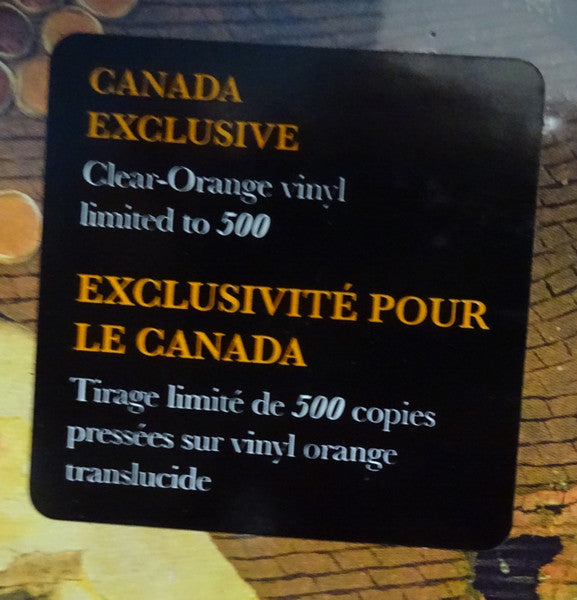 CANADA
EXCLUSIVE
Clear-Orange vinyl
limited to 500
EXCLUSIVITÉ POUR
LE CANADA
Tirage limité de 500 copies
pressées sur vinyl orange
translucide